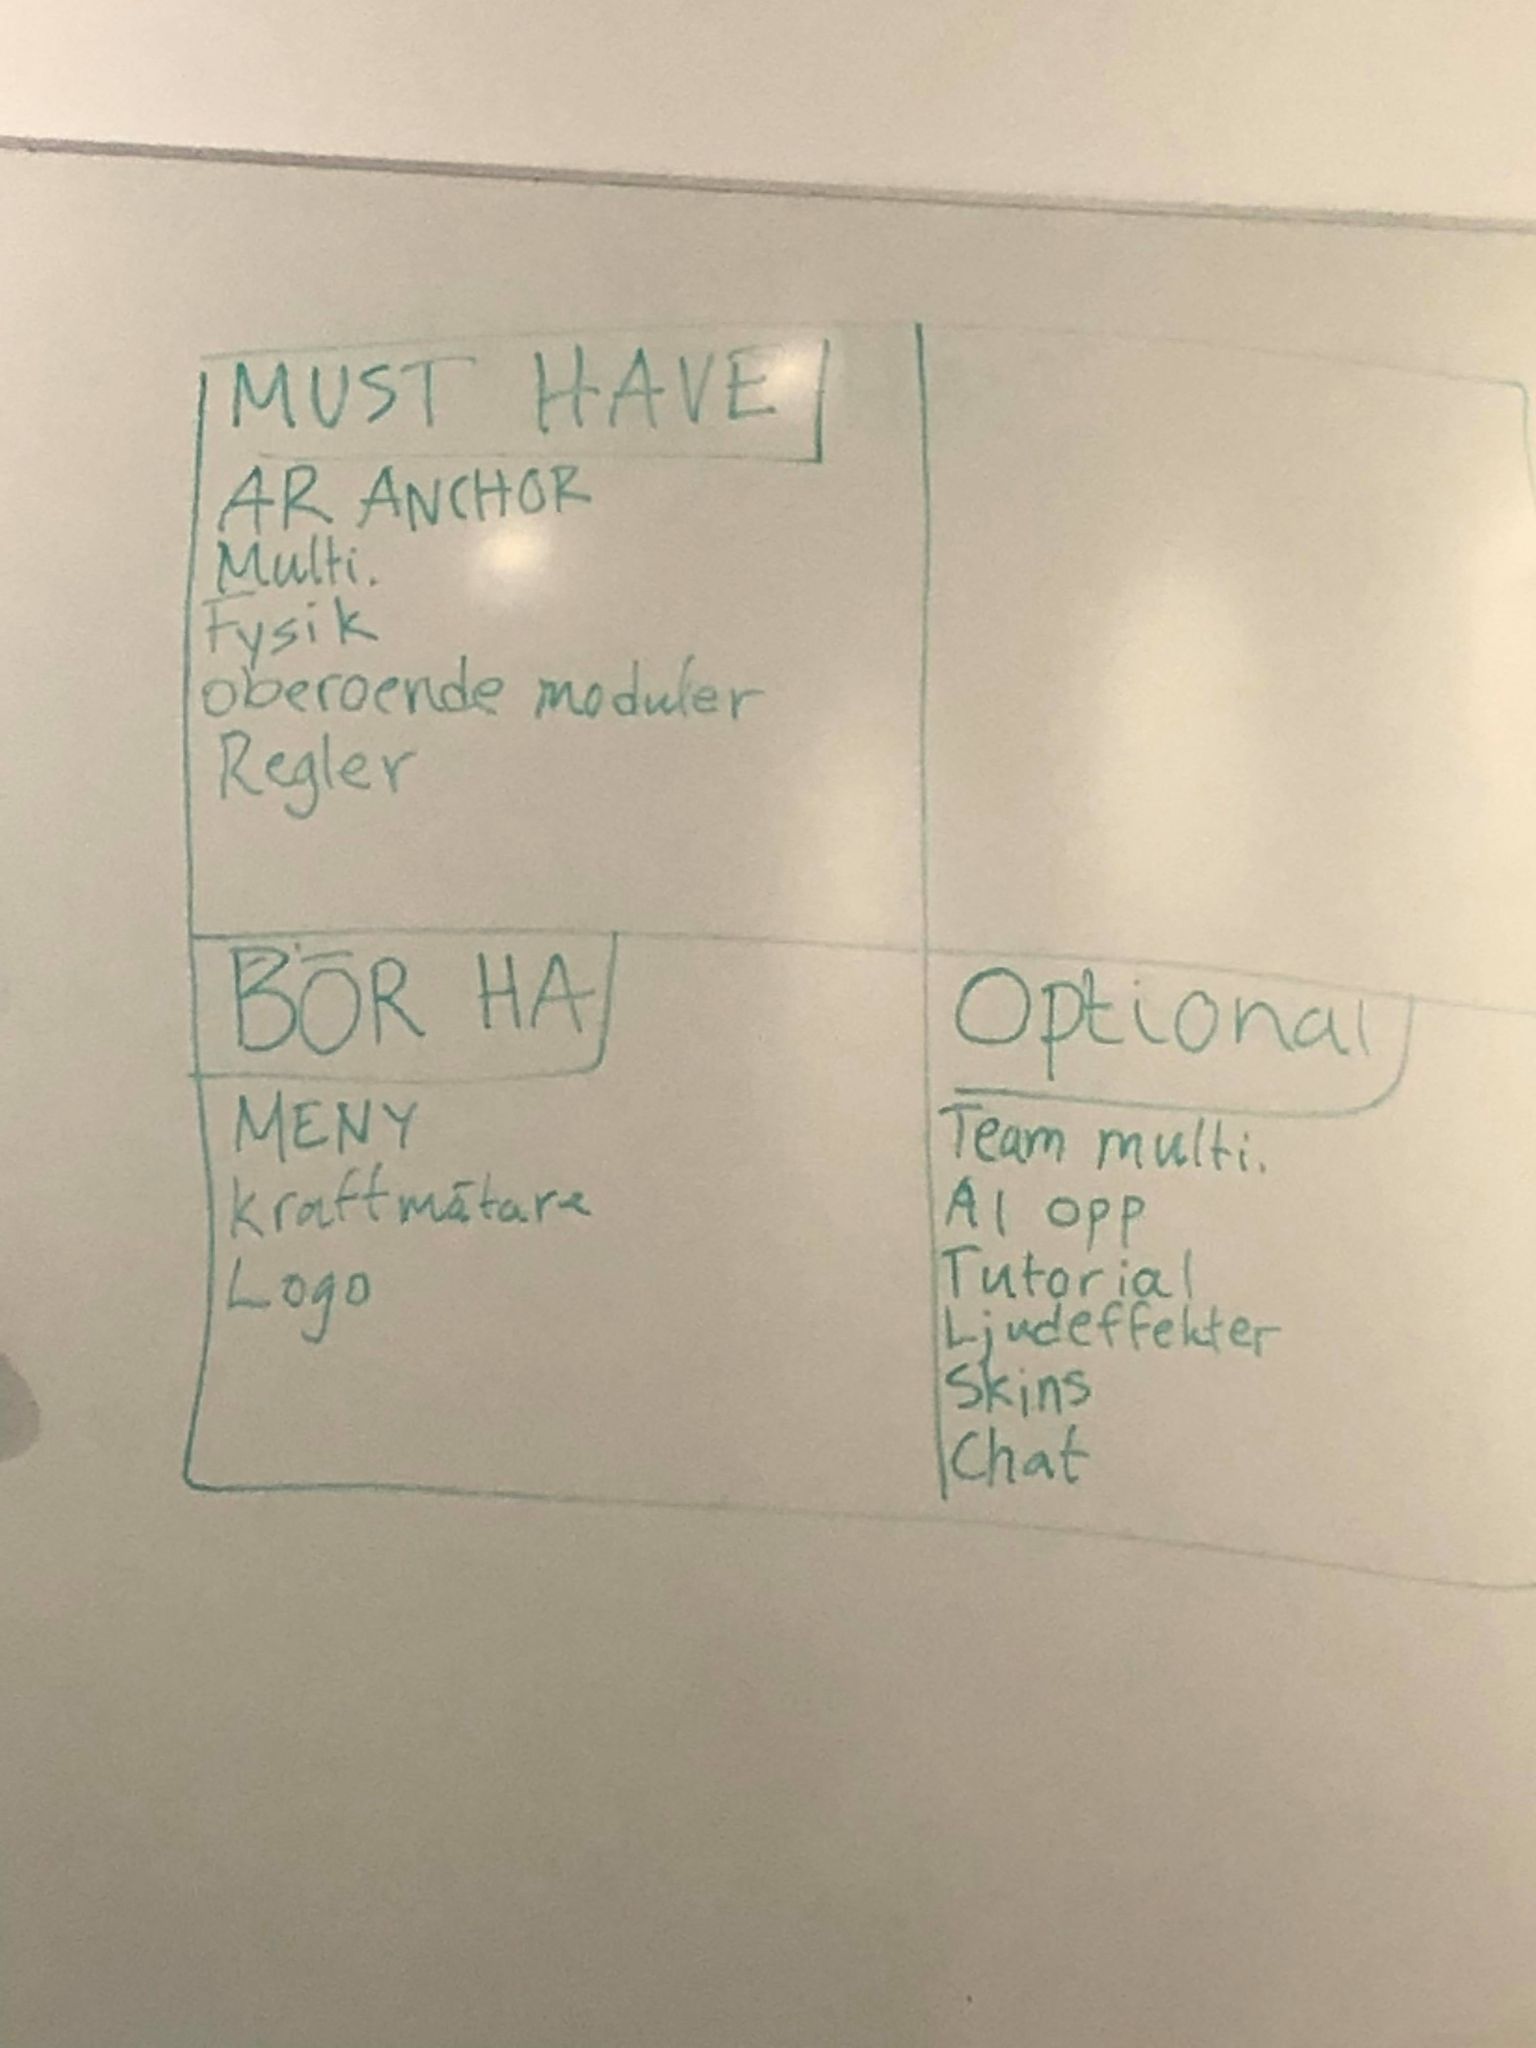 MUST HAVE
AR ANCHOR
Multi.
Fysik
oberoende moduler
Regler
BÖR HA
MENY
kraftmätare
Logo
Optional
Team multi.
AI opp
Tutorial
Ljudeffekter
Skins
Chat